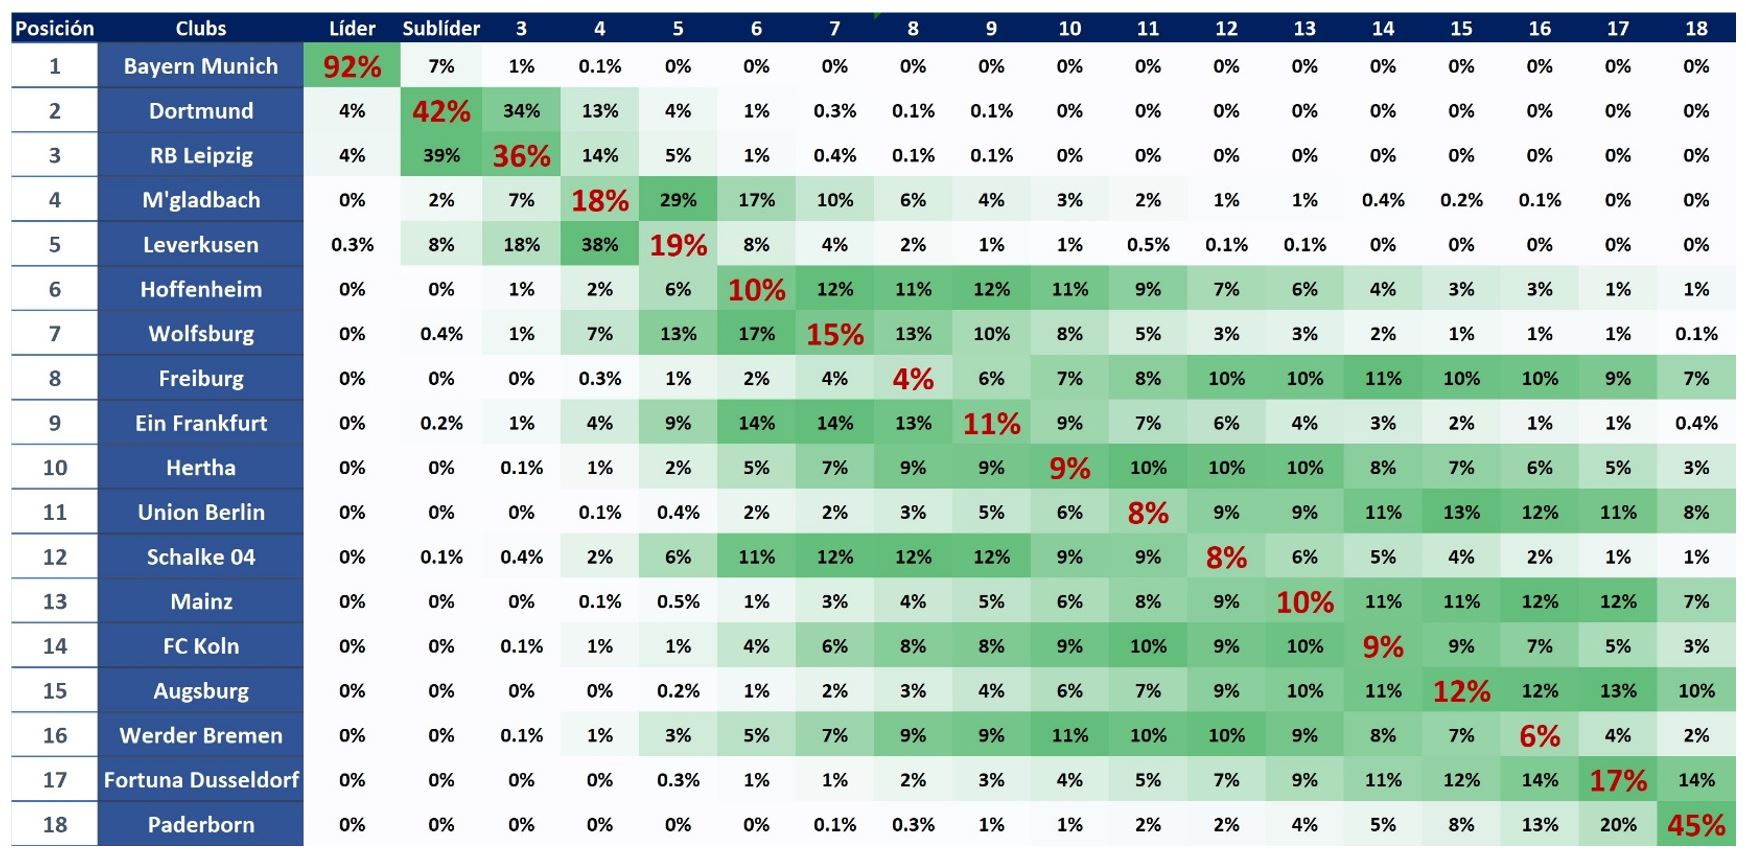 Posición Clubs Líder Sublíder 3 4 5 6 7 8 9 10 11 12 13 14 15 16 17 18
1 Bayern Munich 92% 7% 1% 0.1% 0% 0% 0% 0% 0% 0% 0% 0% 0% 0% 0% 0% 0% 0%
2 Dortmund 4% 42% 34% 13% 4% 1% 0.3% 0.1% 0.1% 0% 0% 0% 0% 0% 0% 0% 0% 0%
3 RB Leipzig 4% 39% 36% 14% 5% 1% 0.4% 0.1% 0.1% 0% 0% 0% 0% 0% 0% 0% 0% 0%
4 M'gladbach 0% 2% 7% 18% 29% 17% 10% 6% 4% 3% 2% 1% 1% 0.4% 0.2% 0.1% 0% 0%
5 Leverkusen 0.3% 8% 18% 38% 19% 8% 4% 2% 1% 1% 0.5% 0.1% 0.1% 0% 0% 0% 0% 0%
6 Hoffenheim 0% 0% 1% 2% 6% 10% 12% 11% 12% 11% 9% 7% 6% 4% 3% 3% 1% 1%
7 Wolfsburg 0% 0.4% 1% 7% 13% 17% 15% 13% 10% 8% 5% 3% 3% 2% 1% 1% 1% 0.1%
8 Freiburg 0% 0% 0% 0.3% 1% 2% 4% 4% 6% 7% 8% 10% 10% 11% 10% 10% 9% 7%
9 Ein Frankfurt 0% 0.2% 1% 4% 9% 14% 14% 13% 11% 9% 7% 6% 4% 3% 2% 1% 1% 0.4%
10 Hertha 0% 0% 0.1% 1% 2% 5% 7% 9% 9% 9% 10% 10% 10% 8% 7% 6% 5% 3%
11 Union Berlin 0% 0% 0% 0.1% 0.4% 2% 2% 3% 5% 6% 8% 9% 9% 11% 13% 12% 11% 8%
12 Schalke 04 0% 0.1% 0.4% 2% 6% 11% 12% 12% 12% 9% 9% 8% 6% 5% 4% 2% 1% 1%
13 Mainz 0% 0% 0% 0.1% 0.5% 1% 3% 4% 5% 6% 8% 9% 10% 11% 11% 12% 12% 7%
14 FC Koln 0% 0% 0.1% 1% 1% 4% 6% 8% 8% 9% 10% 9% 10% 9% 9% 7% 5% 3%
15 Augsburg 0% 0% 0% 0% 0.2% 1% 2% 3% 4% 6% 7% 9% 10% 11% 12% 12% 13% 10%
16 Werder Bremen 0% 0% 0.1% 1% 3% 5% 7% 9% 9% 11% 10% 10% 9% 8% 7% 6% 4% 2%
17 Fortuna Dusseldorf 0% 0% 0% 0% 0.3% 1% 1% 2% 3% 4% 5% 7% 9% 11% 12% 14% 17% 14%
18 Paderborn 0% 0% 0% 0% 0% 0% 0.1% 0.3% 1% 1% 2% 2% 4% 5% 8% 13% 20% 45%